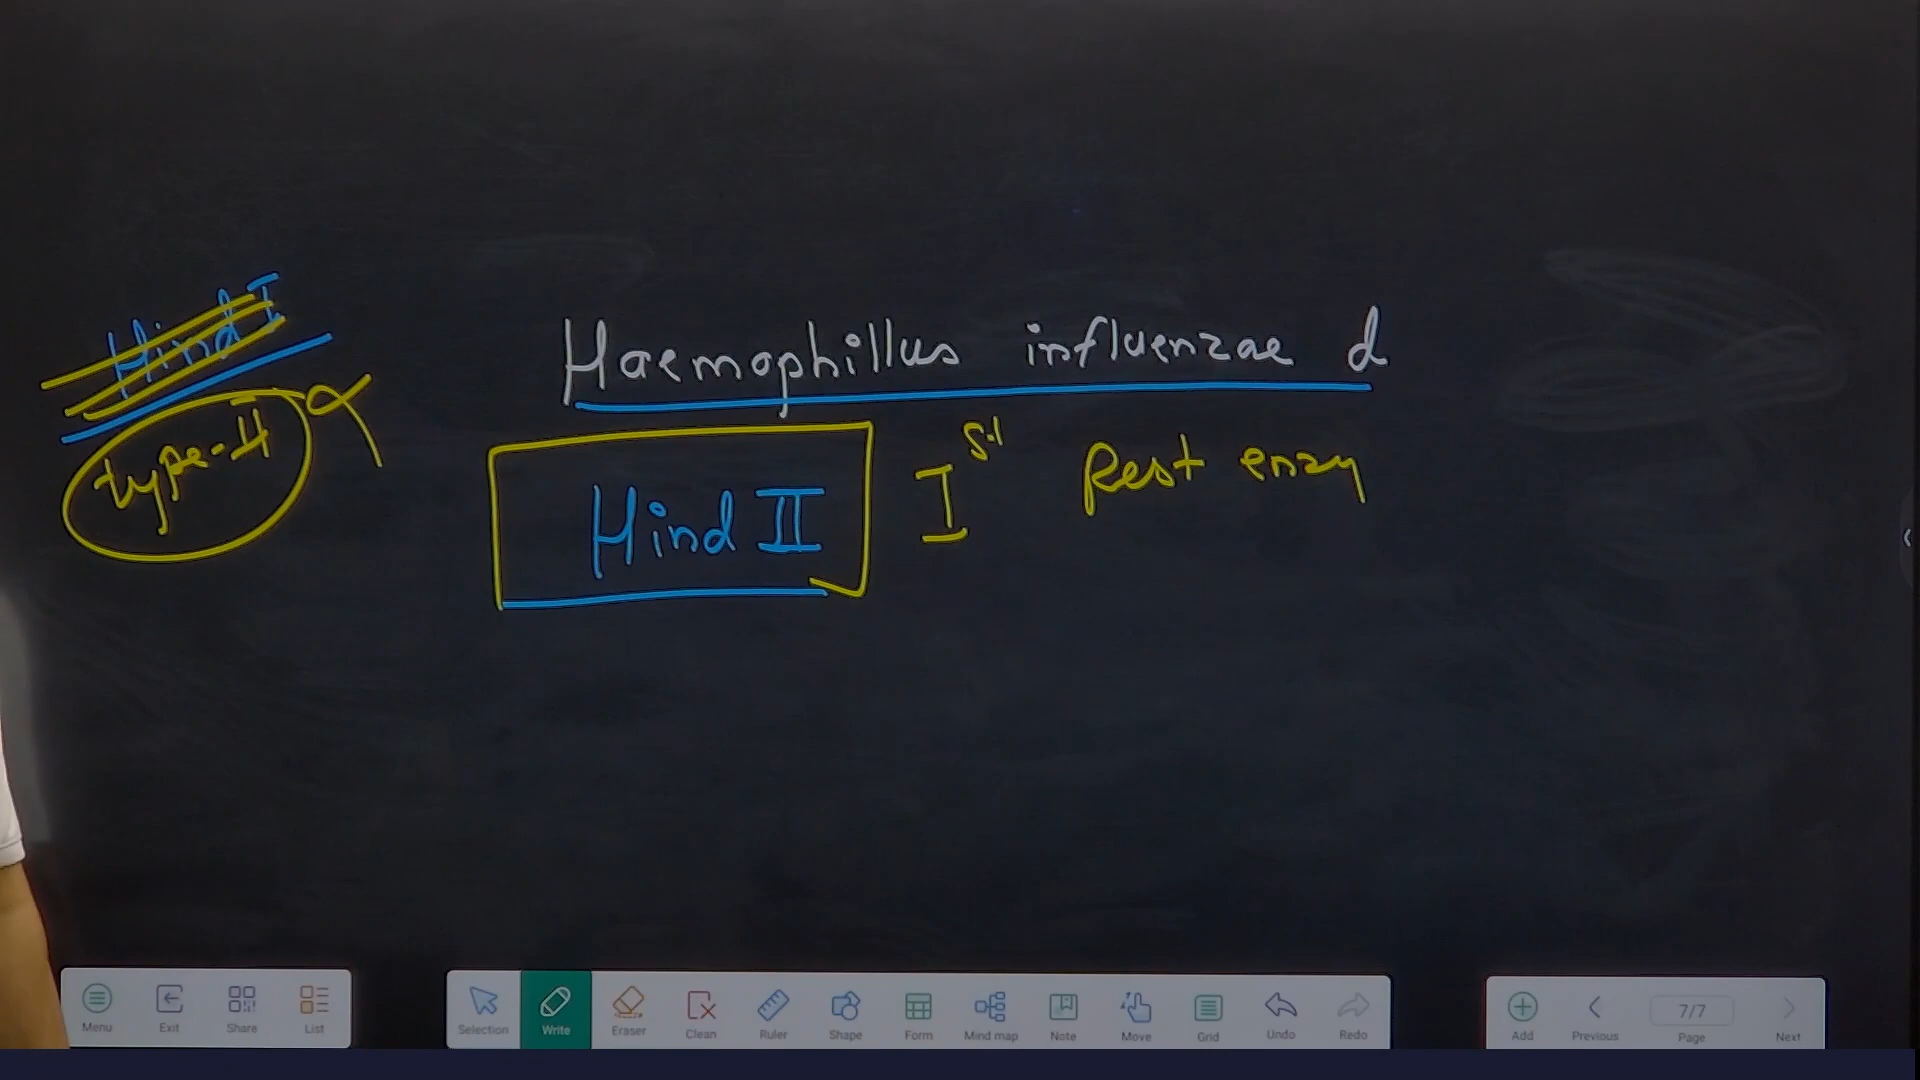 Hind I
type-II
Haemophillus influenzae d
Hind II Ist Rest enzy
Menu Exit Share List
Selection Write Eraser Clean Ruler Shape Form Mind map Note Move Grid Undo Redo
Add Previous 7/7 Page Next